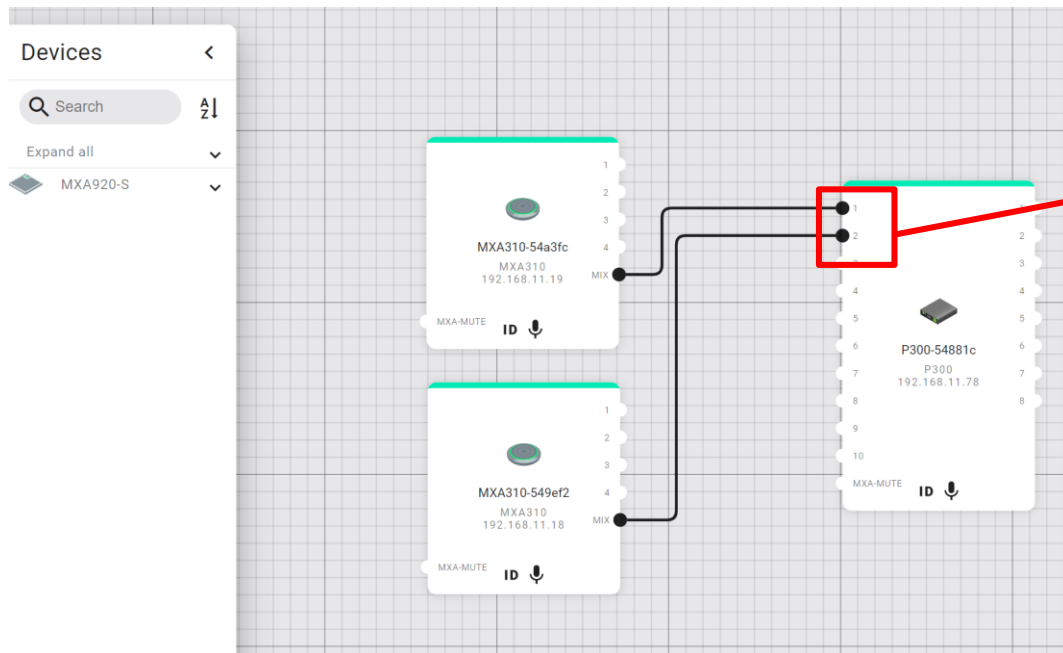 Devices
Search
A
Z
Expand all
MXA920-S
1
2
3
4
MXA310-54a3fc
MXA310
192.168.11.19
MIX
MXA-MUTE
ID
1
2
3
4
MXA310-549ef2
MXA310
192.168.11.18
MIX
MXA-MUTE
ID
1
2
2
3
4
4
5
5
6
6
P300-54881c
P300
192.168.11.78
7
7
8
8
9
10
MXA-MUTE
ID